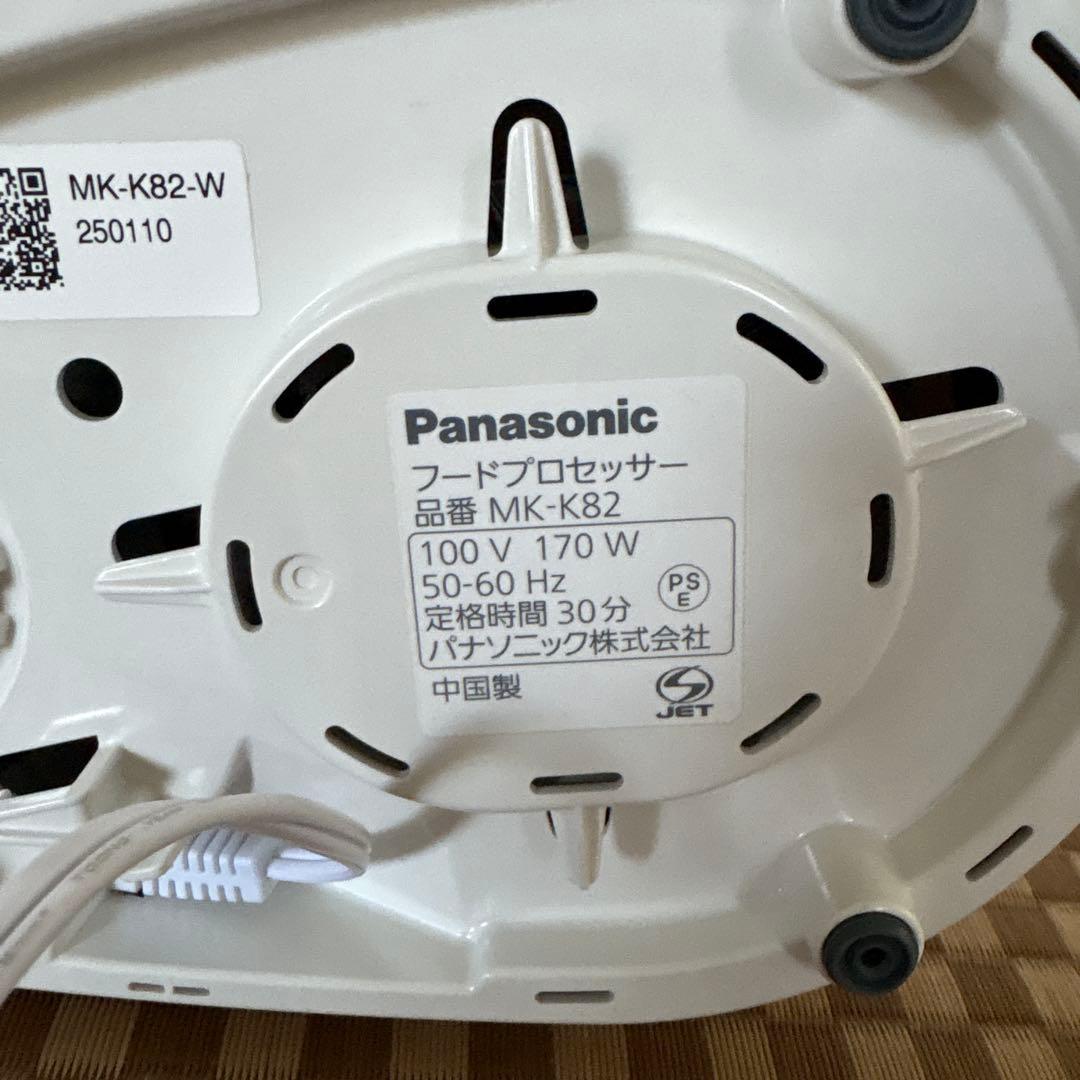 MK-K82-W
250110
Panasonic
フードプロセッサー
品番 MK-K82
100 V 170 W
50-60 Hz
PS
E
定格時間 30分
パナソニック株式会社
中国製
JET